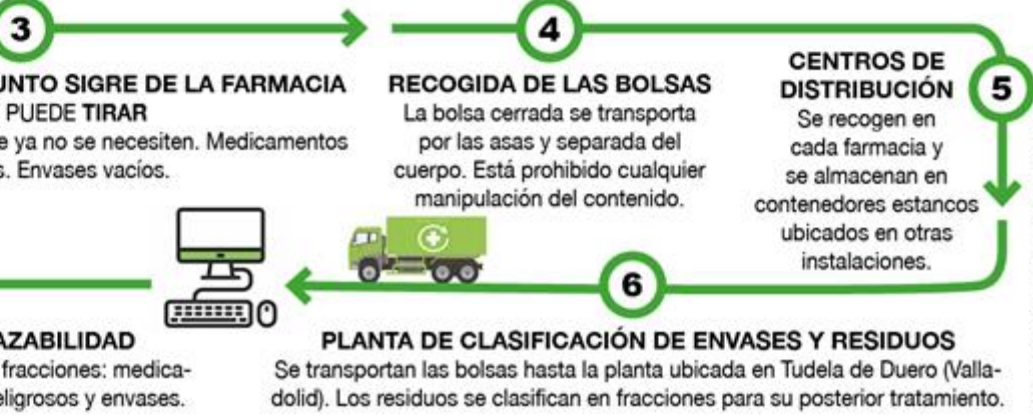 3
UNTO SIGRE DE LA FARMACIA
PUEDE TIRAR
e ya no se necesiten. Medicamentos
s. Envases vacíos.
4
RECOGIDA DE LAS BOLSAS
La bolsa cerrada se transporta
por las asas y separada del
cuerpo. Está prohibido cualquier
manipulación del contenido.
5
CENTROS DE
DISTRIBUCIÓN
Se recogen en
cada farmacia y
se almacenan en
contenedores estancos
ubicados en otras
instalaciones.
6
PLANTA DE CLASIFICACIÓN DE ENVASES Y RESIDUOS
Se transportan las bolsas hasta la planta ubicada en Tudela de Duero (Valla-
dolid). Los residuos se clasifican en fracciones para su posterior tratamiento.
AZABILIDAD
fracciones: medica-
eligrosos y envases.